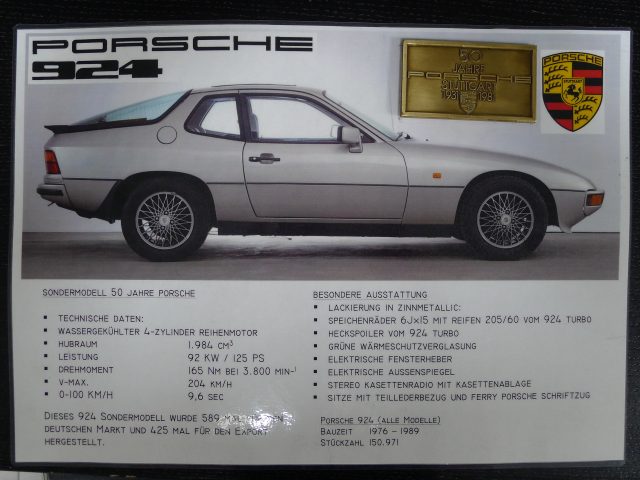 PORSCHE
924
50
JAHRE
PORSCHE
STUTTGART
1931 1981
PORSCHE
STUTTGART
SONDERMODELL 50 JAHRE PORSCHE
▪ TECHNISCHE DATEN:
▪ WASSERGEKÜHLTER 4-ZYLINDER REIHENMOTOR
▪ HUBRAUM 1.984 CM³
▪ LEISTUNG 92 KW / 125 PS
▪ DREHMOMENT 165 NM BEI 3.800 MIN-¹
▪ V-MAX. 204 KM/H
▪ 0-100 KM/H 9,6 SEC
DIESES 924 SONDERMODELL WURDE 589
DEUTSCHEN MARKT UND 425 MAL FÜR DEN EXPORT
HERGESTELLT.
BESONDERE AUSSTATTUNG
▪ LACKIERUNG IN ZINNMETALLIC:
▪ SPEICHENRÄDER 6J×15 MIT REIFEN 205/60 VOM 924 TURBO
▪ HECKSPOILER VOM 924 TURBO
▪ GRÜNE WÄRMESCHUTZVERGLASUNG
▪ ELEKTRISCHE FENSTERHEBER
▪ ELEKTRISCHE AUSSENSPIEGEL
▪ STEREO KASETTENRADIO MIT KASETTENABLAGE
▪ SITZE MIT TEILLEDERBEZUG UND FERRY PORSCHE SCHRIFTZUG
PORSCHE 924 (ALLE MODELLE)
BAUZEIT 1976 - 1989
STÜCKZAHL 150.971